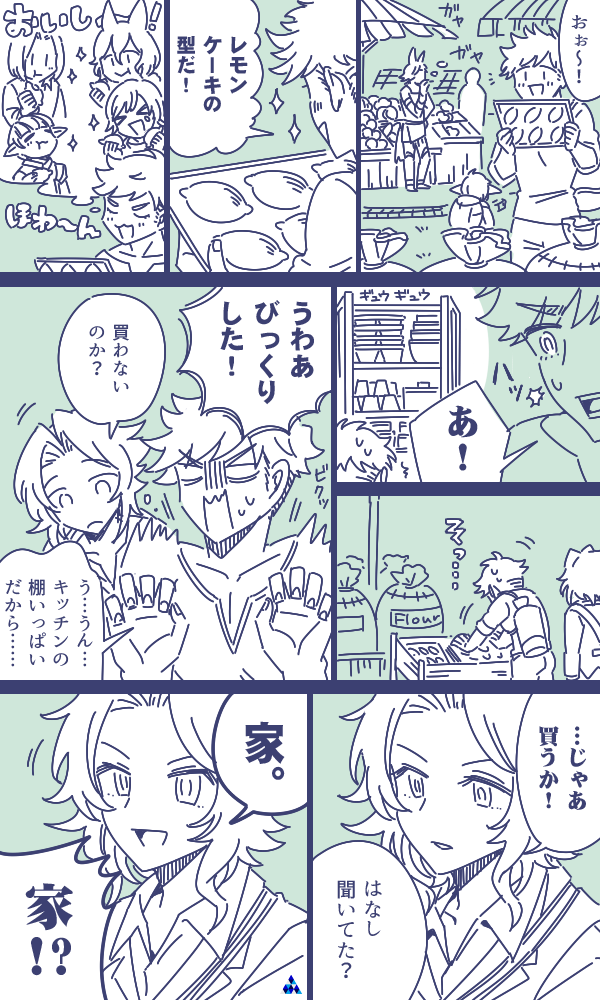 おぉ〜!
ガヤ
ガヤ
レモン
ケーキの
型だ!
おいしい!
ほわ〜ん
ギュウ ギュウ
ハッ
あ!
うわあ
びっくり
した!
買わない
のか?
ビクッ
う…うん…
キッチンの
棚いっぱい
だから……
そっ…
Flour
…じゃあ
買うか!
はなし
聞いてた?
家。
家
!?